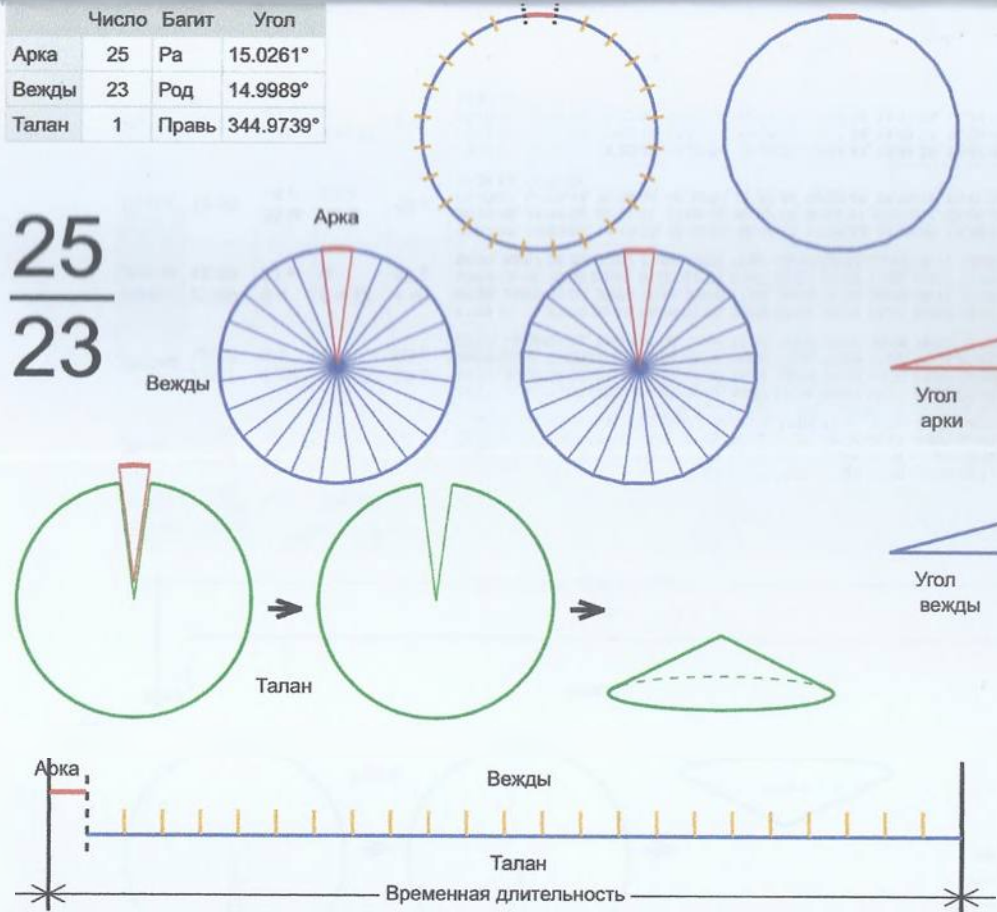 Число Багит Угол
Арка 25 Ра 15.0261°
Вежды 23 Род 14.9989°
Талан 1 Правь 344.9739°
25
23
Арка
Вежды
Угол
арки
Угол
вежды
Талан
Арка
Вежды
Талан
Временная длительность